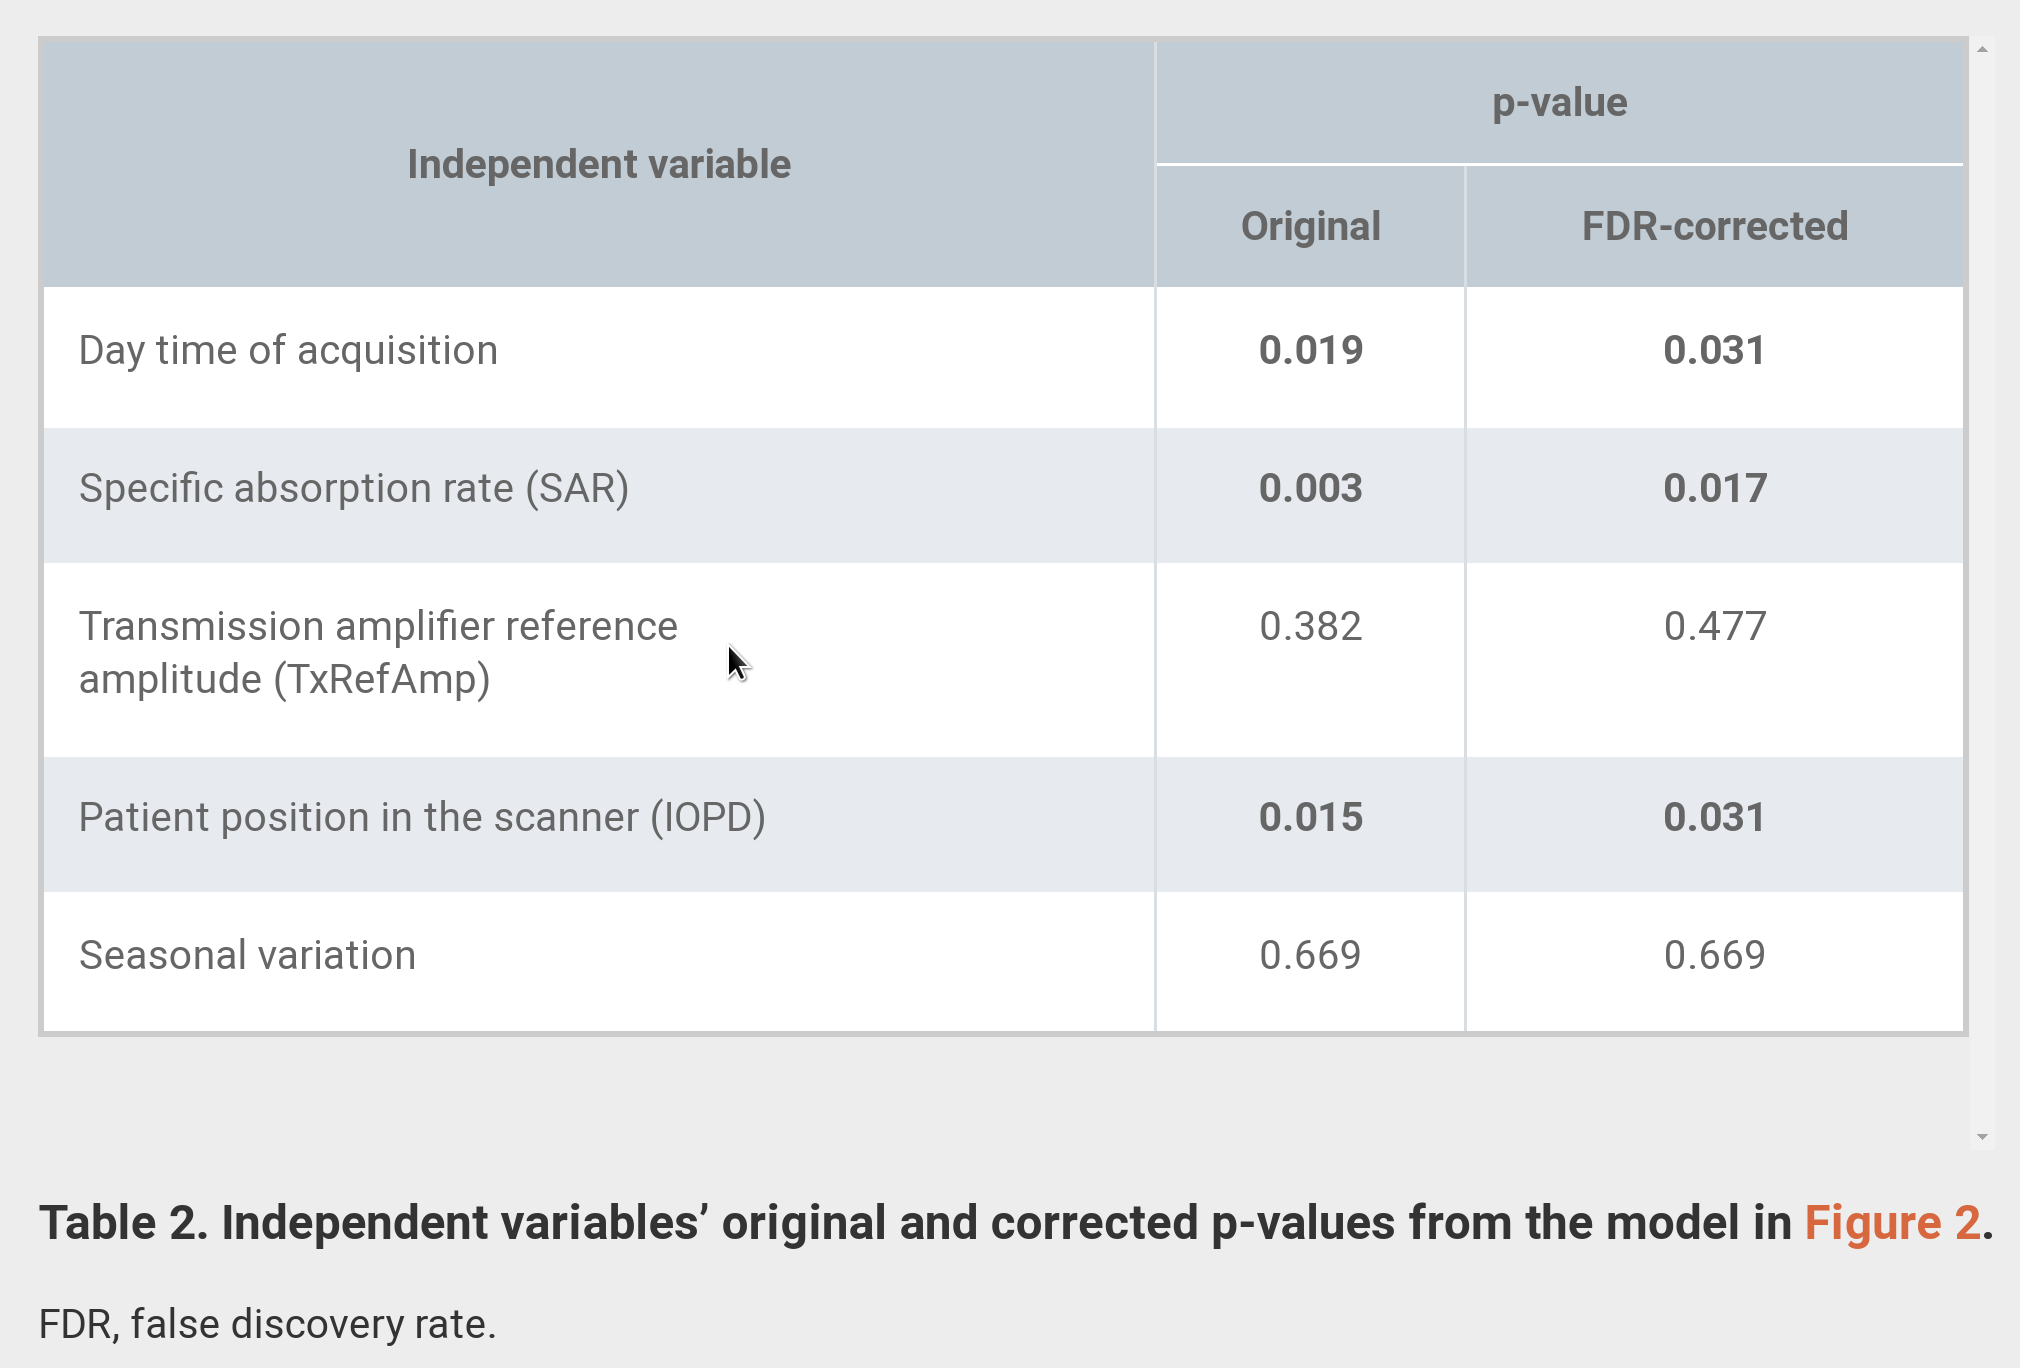 Independent variable
p-value
Original FDR-corrected
Day time of acquisition 0.019 0.031
Specific absorption rate (SAR) 0.003 0.017
Transmission amplifier reference 0.382 0.477
amplitude (TxRefAmp)
Patient position in the scanner (IOPD) 0.015 0.031
Seasonal variation 0.669 0.669
Table 2. Independent variables’ original and corrected p-values from the model in Figure 2.
FDR, false discovery rate.